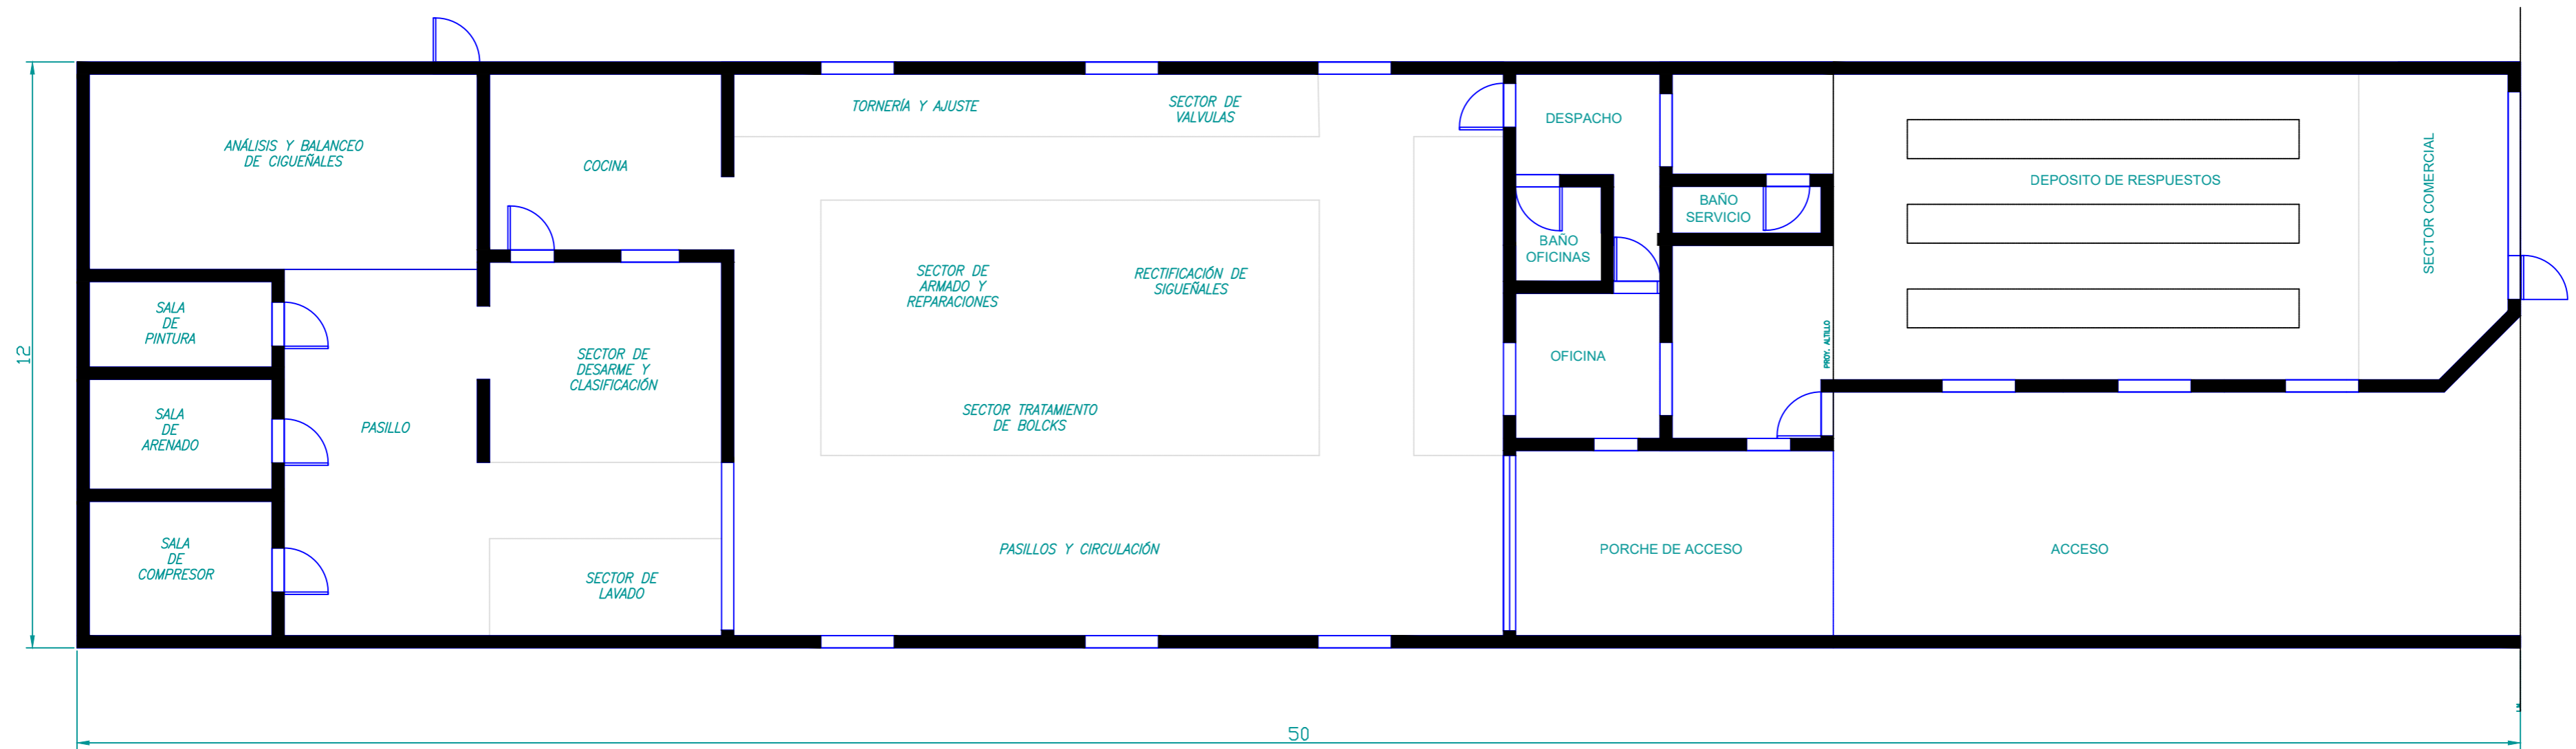 ANÁLISIS Y BALANCEO
DE CIGUEÑALES
COCINA
TORNERÍA Y AJUSTE
SECTOR DE
VALVULAS
DESPACHO
BAÑO
SERVICIO
DEPOSITO DE RESPUESTOS
SECTOR COMERCIAL
BAÑO
OFICINAS
SECTOR DE
ARMADO Y
REPARACIONES
RECTIFICACIÓN DE
SIGUEÑALES
SALA
DE
PINTURA
SECTOR DE
DESARME Y
CLASIFICACIÓN
OFICINA
PROY. ALTILLO
12
SALA
DE
ARENADO
PASILLO
SECTOR TRATAMIENTO
DE BOLCKS
SALA
DE
COMPRESOR
SECTOR DE
LAVADO
PASILLOS Y CIRCULACIÓN
PORCHE DE ACCESO
ACCESO
50